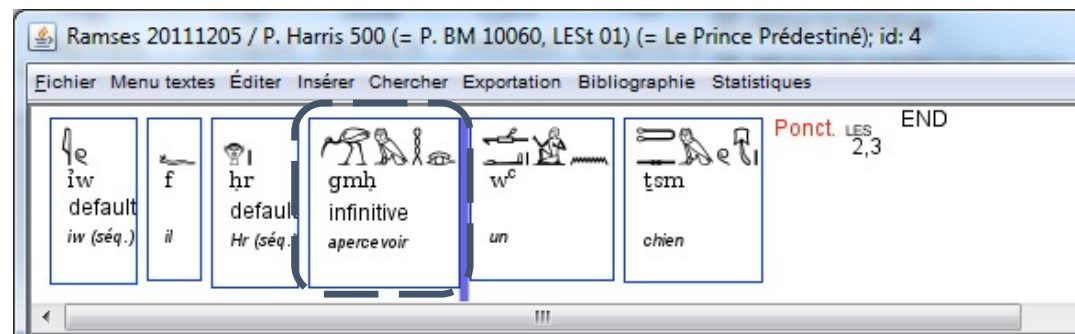 Ramses 20111205 / P. Harris 500 (= P. BM 10060, LESt 01) (= Le Prince Prédestiné); id: 4
Fichier Menu textes Éditer Insérer Chercher Exportation Bibliographie Statistiques
Ponct. LES 2,3 END
ỉw f ḥr gmḥ wꜥ ṯsm
default defaul infinitive
iw (séq.) il Hr (séq. apercevoir un chien